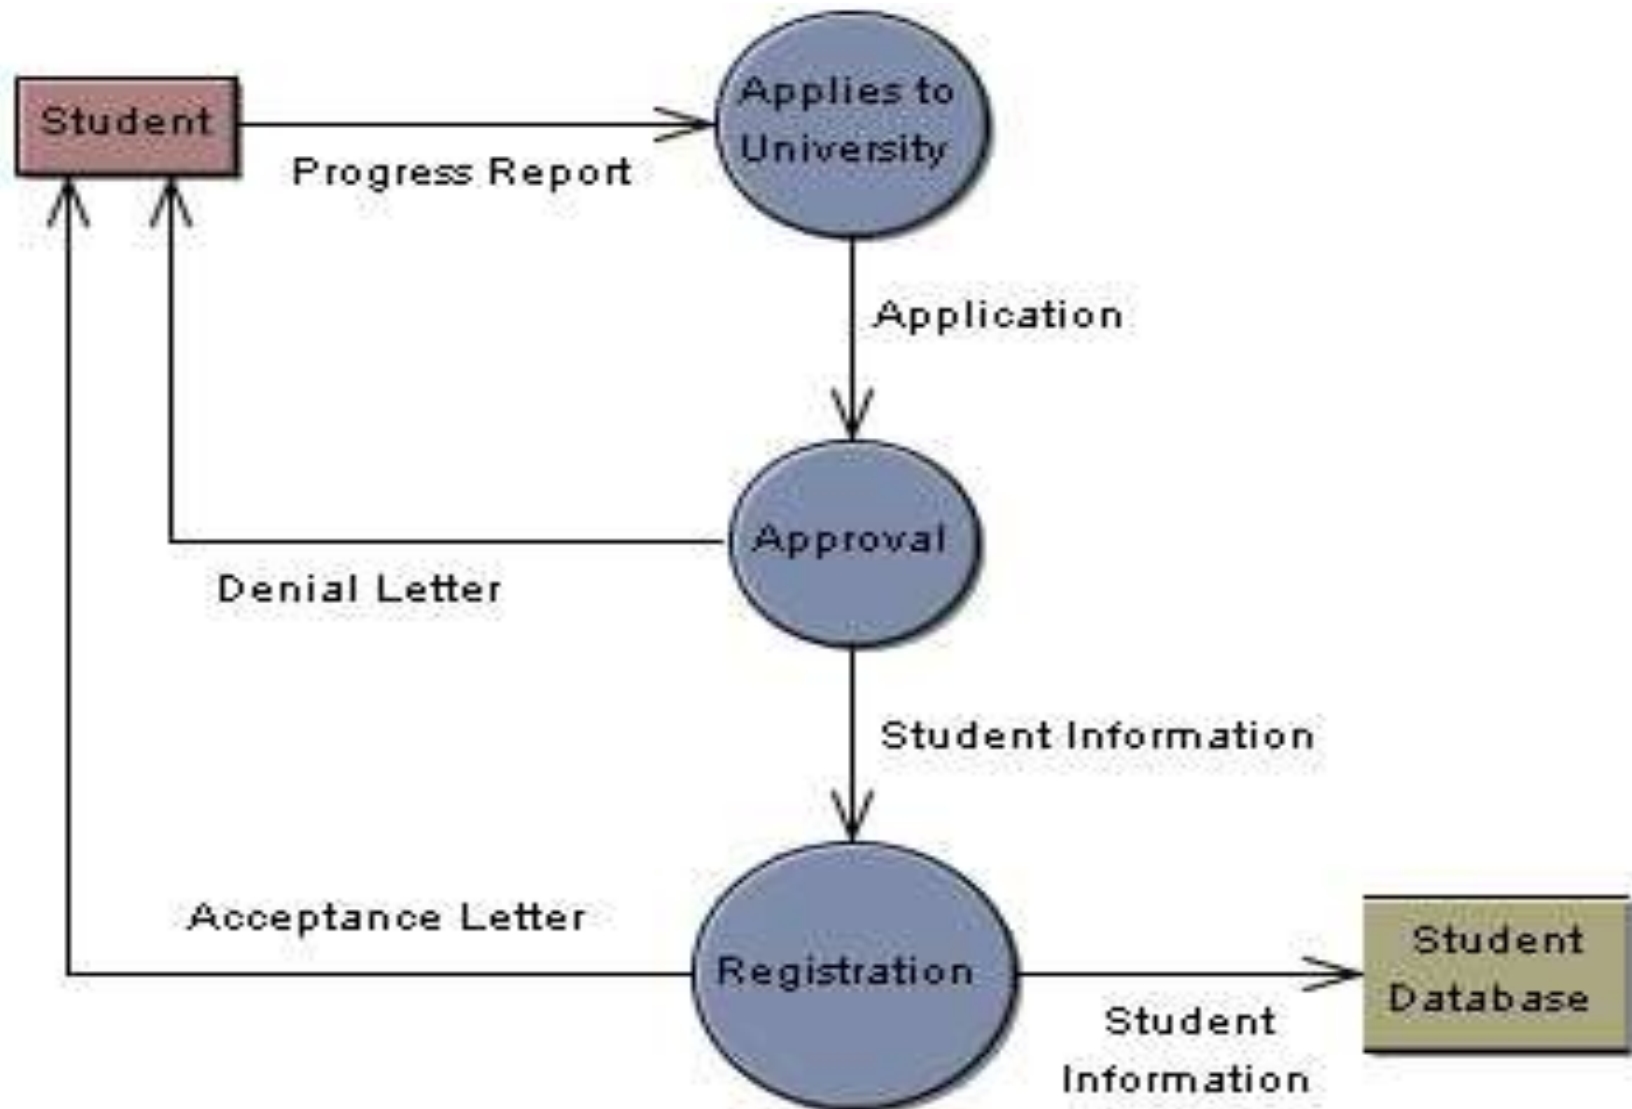 Student
Progress Report
Applies to
University
Application
Approval
Denial Letter
Student Information
Acceptance Letter
Registration
Student
Information
Student
Database